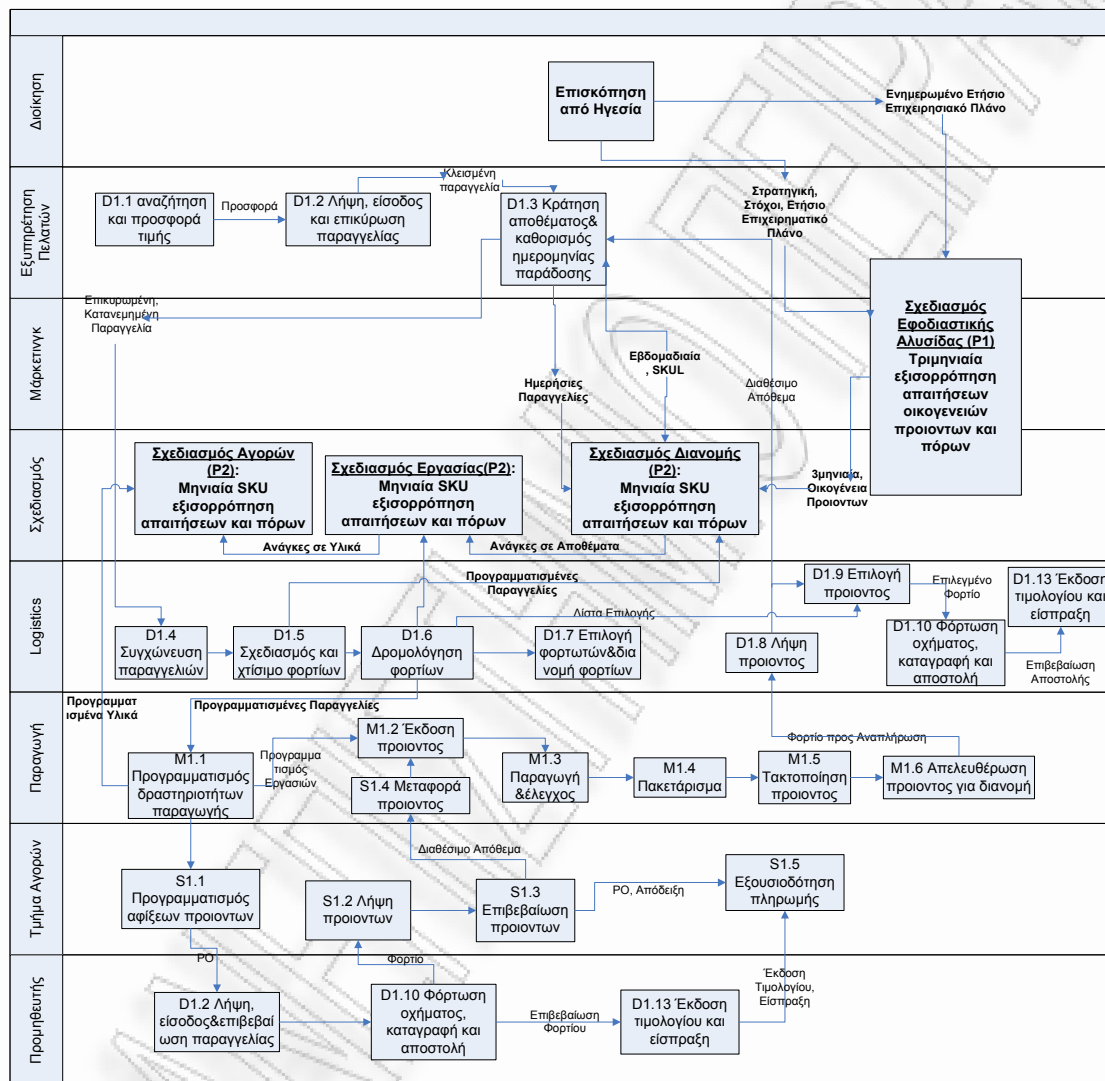 Διοίκηση
Επισκόπηση
από Ηγεσία
Ενημερωμένο Ετήσιο
Επιχειρησιακό Πλάνο
Εξυπηρέτηση
Πελατών
D1.1 αναζήτηση
και προσφορά
τιμής
Προσφορά
D1.2 Λήψη, είσοδος
και επικύρωση
παραγγελίας
Κλεισμένη
παραγγελία
D1.3 Κράτηση
αποθέματος&
καθορισμός
ημερομηνίας
παράδοσης
Στρατηγική,
Στόχοι, Ετήσιο
Επιχειρηματικό
Πλάνο
Μάρκετινγκ
Επικυρωμένη,
Κατανεμημένη
Παραγγελία
Ημερήσιες
Παραγγελίες
Εβδομαδιαία
, SKUL
Διαθέσιμο
Απόθεμα
Σχεδιασμός
Εφοδιαστικής
Αλυσίδας (P1)
Τριμηνιαία
εξισορρόπηση
απαιτήσεων
οικογενειών
προιοντων και
πόρων
Σχεδιασμός
Σχεδιασμός Αγορών
(P2):
Μηνιαία SKU
εξισορρόπηση
απαιτήσεων και πόρων
Σχεδιασμός Εργασίας(P2):
Μηνιαία SKU
εξισορρόπηση
απαιτήσεων και πόρων
Σχεδιασμός Διανομής
(P2):
Μηνιαία SKU
εξισορρόπηση
απαιτήσεων και πόρων
3μηνιαία,
Οικογένεια
Προιοντων
Ανάγκες σε Υλικά
Ανάγκες σε Αποθέματα
Logistics
Προγραμματισμένες
Παραγγελίες
D1.4
Συγχώνευση
παραγγελιών
D1.5
Σχεδιασμός και
χτίσιμο φορτίων
D1.6
Δρομολόγηση
φορτίων
Λίστα Επιλογής
D1.7 Επιλογή
φορτωτών&δια
νομή φορτίων
D1.8 Λήψη
προιοντος
D1.9 Επιλογή
προιοντος
Επιλεγμένο
Φορτίο
D1.10 Φόρτωση
οχήματος,
καταγραφή και
αποστολή
D1.13 Έκδοση
τιμολογίου και
είσπραξη
Επιβεβαίωση
Αποστολής
Παραγωγή
Προγραμματ
ισμένα Υλικά
Προγραμματισμένες Παραγγελίες
M1.1
Προγραμματισμός
δραστηριοτήτων
παραγωγής
Προγραμμα
τισμός
Εργασιών
M1.2 Έκδοση
προιοντος
S1.4 Μεταφορά
προιοντος
M1.3
Παραγωγή
&έλεγχος
M1.4
Πακετάρισμα
M1.5
Τακτοποίηση
προιοντος
Φορτίο προς Αναπλήρωση
M1.6 Απελευθέρωση
προιοντος για διανομή
Τμήμα Αγορών
S1.1
Προγραμματισμός
αφίξεων προιοντων
S1.2 Λήψη
προιοντων
Διαθέσιμο Απόθεμα
S1.3
Επιβεβαίωση
προιοντων
PO, Απόδειξη
S1.5
Εξουσιοδότηση
πληρωμής
Προμηθευτής
PO
D1.2 Λήψη,
είσοδος&επιβεβαί
ωση παραγγελίας
Φορτίο
D1.10 Φόρτωση
οχήματος,
καταγραφή και
αποστολή
Επιβεβαίωση
Φορτίου
D1.13 Έκδοση
τιμολογίου και
είσπραξη
Έκδοση
Τιμολογίου,
Είσπραξη